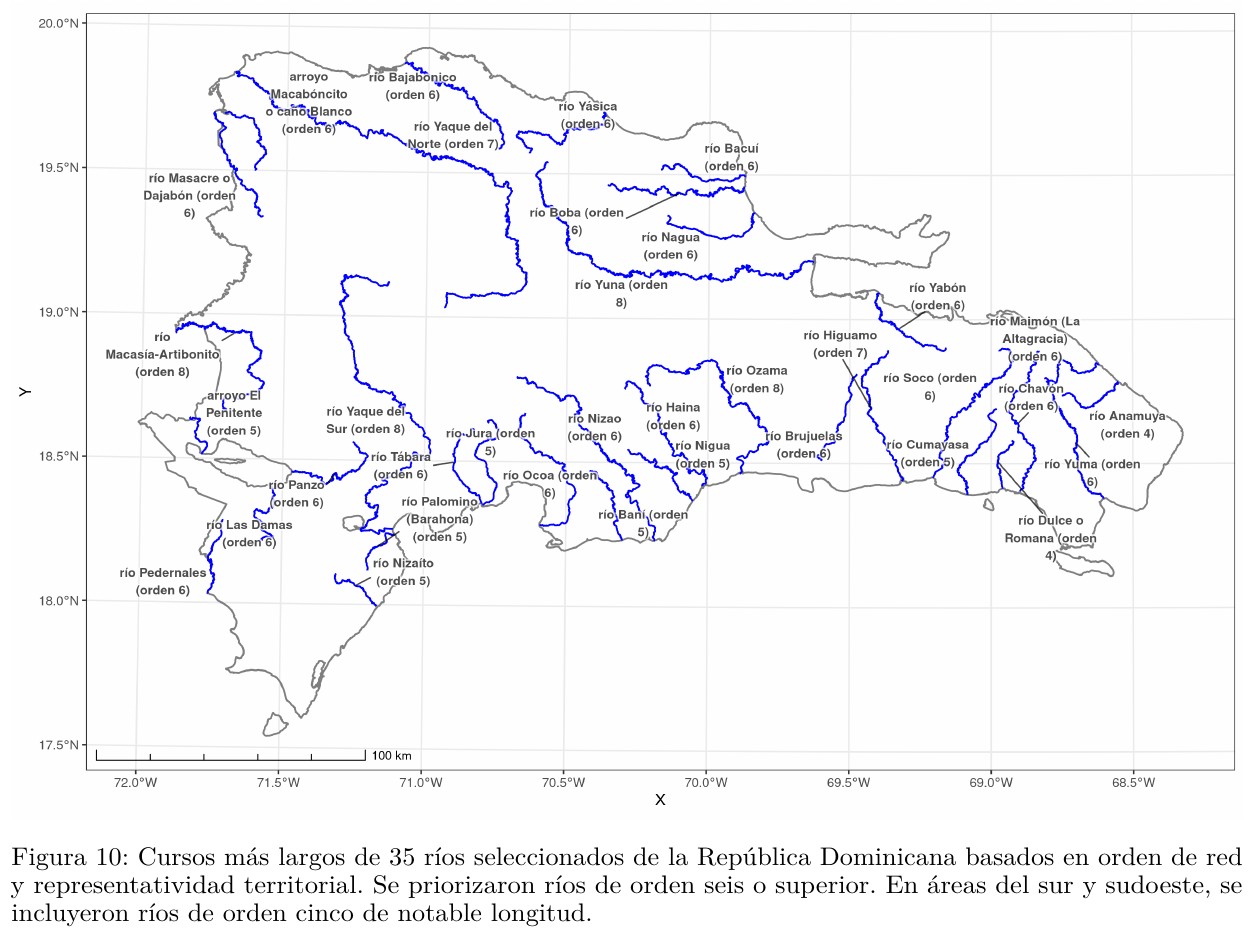 20.0°N
19.5°N
19.0°N
18.5°N
18.0°N
17.5°N
Y
arroyo
Macabóncito
o caño Blanco
(orden 6)
río Bajabonico
(orden 6)
río Yaque del
Norte (orden 7)
río Yásica
(orden 6)
río Bacuí
(orden 6)
río Masacre o
Dajabón (orden
6)
río Boba (orden
6)
río Nagua
(orden 6)
río Yuna (orden
8)
río Yabón
(orden 6)
río
Macasía-Artibonito
(orden 8)
río Higuamo
(orden 7)
río Maimón (La
Altagracia)
(orden 6)
arroyo El
Penitente
(orden 5)
río Yaque del
Sur (orden 8)
río Ozama
(orden 8)
río Soco (orden
6)
río Chavón
(orden 6)
río Anamuya
(orden 4)
río Haina
(orden 6)
río Nizao
(orden 6)
río Jura (orden
5)
río Tábara
(orden 6)
río Nigua
(orden 5)
río Brujuelas
(orden 6)
río Cumayasa
(orden 5)
río Yuma (orden
6)
río Ocoa (orden
6)
río Panzo
(orden 6)
río Palomino
(Barahona)
(orden 5)
río Baní (orden
5)
río Dulce o
Romana (orden
4)
río Las Damas
(orden 6)
río Nizaíto
(orden 5)
río Pedernales
(orden 6)
100 km
72.0°W 71.5°W 71.0°W 70.5°W 70.0°W 69.5°W 69.0°W 68.5°W
X
Figura 10: Cursos más largos de 35 ríos seleccionados de la República Dominicana basados en orden de red
y representatividad territorial. Se priorizaron ríos de orden seis o superior. En áreas del sur y sudoeste, se
incluyeron ríos de orden cinco de notable longitud.